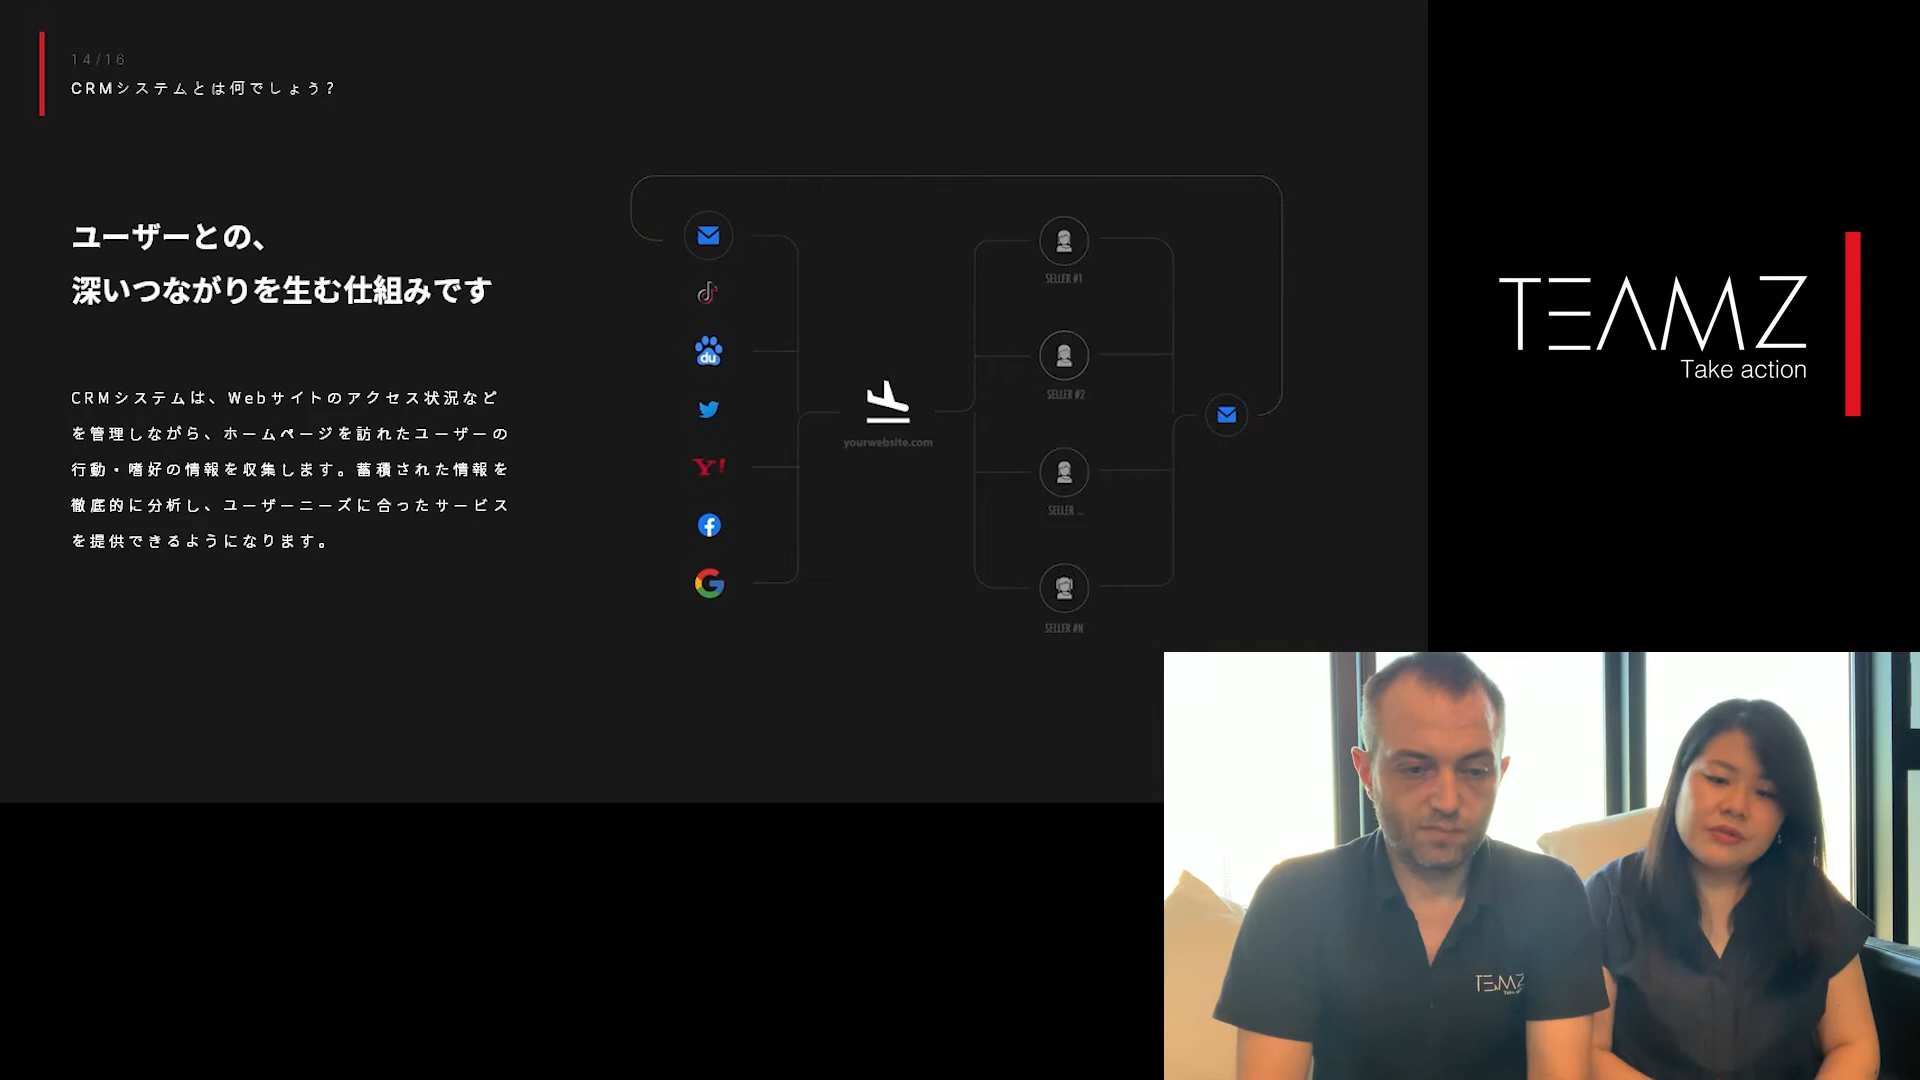 14/16
CRMシステムとは何でしょう?
ユーザーとの、
深いつながりを生む仕組みです
CRMシステムは、Webサイトのアクセス状況など
を管理しながら、ホームページを訪れたユーザーの
行動・嗜好の情報を収集します。蓄積された情報を
徹底的に分析し、ユーザーニーズに合ったサービス
を提供できるようになります。
du
Y!
yourwebsite.com
SELLER #1
SELLER #2
SELLER ...
SELLER #N
TEAMZ
Take action
TEAMZ